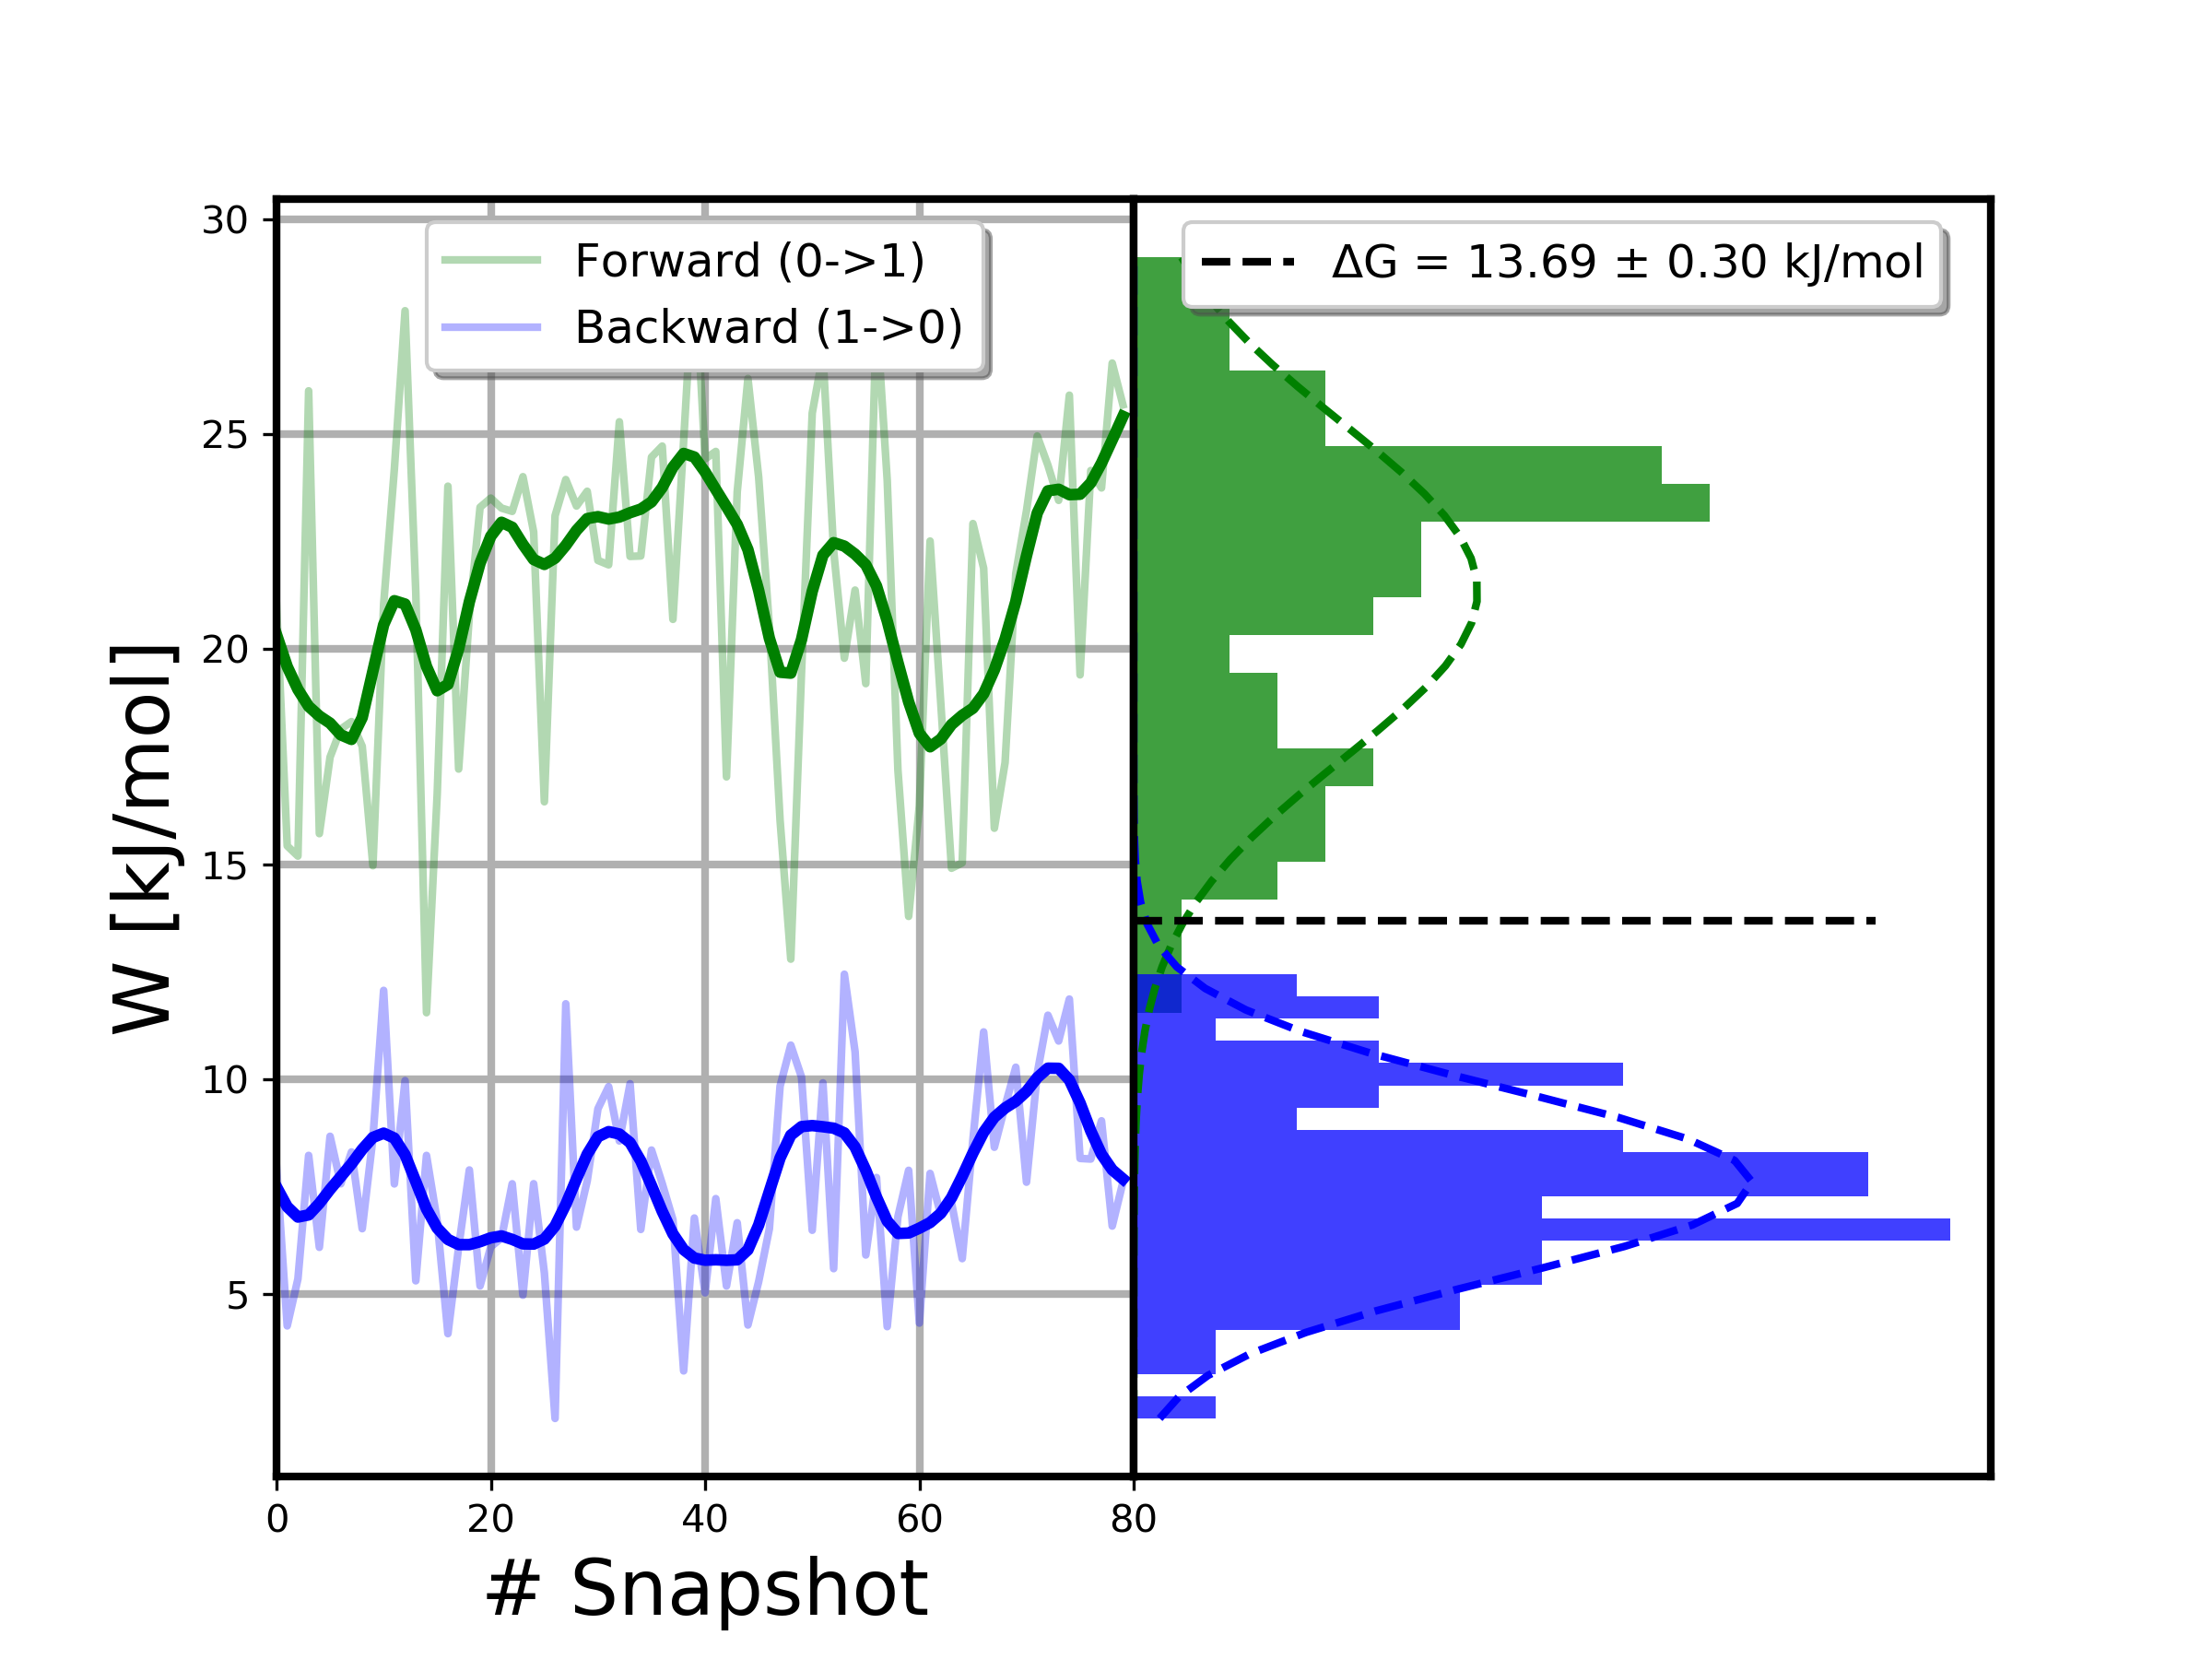 Forward (0->1)
Backward (1->0)
ΔG = 13.69 ± 0.30 kJ/mol
W [kJ/mol]
30
25
20
15
10
5
0 20 40 60 80
# Snapshot